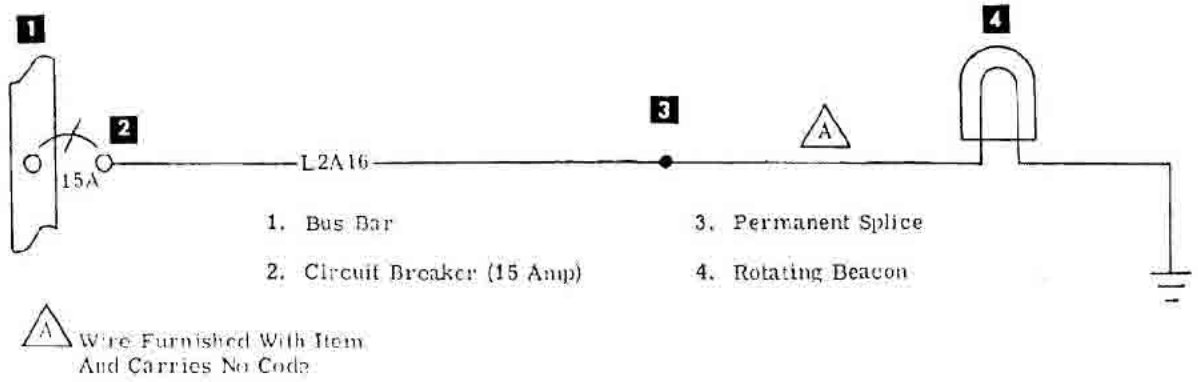 1
4
2
3
A
15A
L2A16
1. Bus Bar
3. Permanent Splice
2. Circuit Breaker (15 Amp)
4. Rotating Beacon
A
Wire Furnished With Item
And Carries No Code